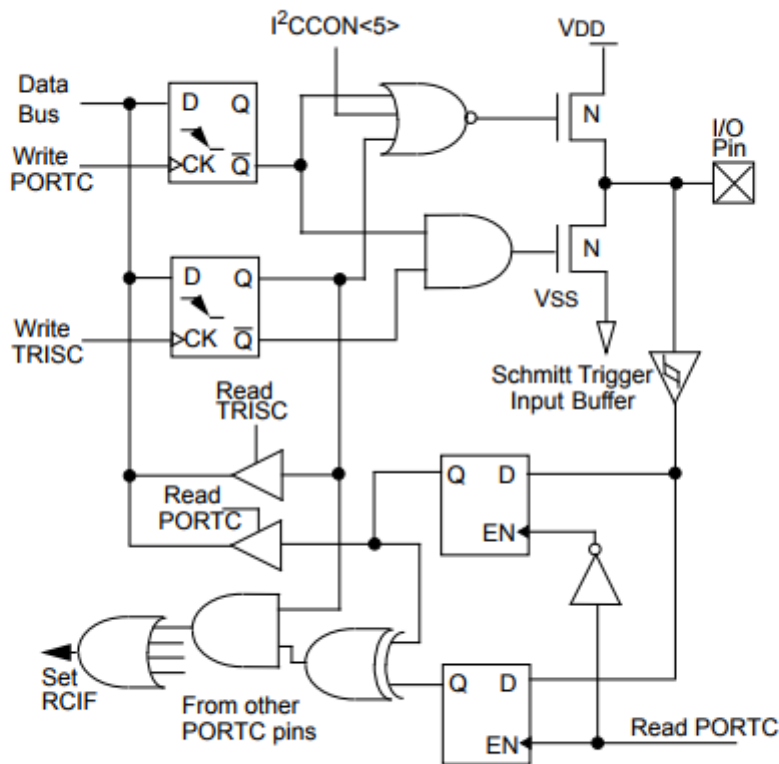 I²CCON<5>
VDD
Data
Bus
D Q
CK Q̅
Write
PORTC
N
I/O
Pin
D Q
CK Q̅
Write
TRISC
N
VSS
Schmitt Trigger
Input Buffer
Read
TRISC
Read
PORTC
Q D
EN
Set
RCIF
From other
PORTC pins
Q D
EN
Read PORTC